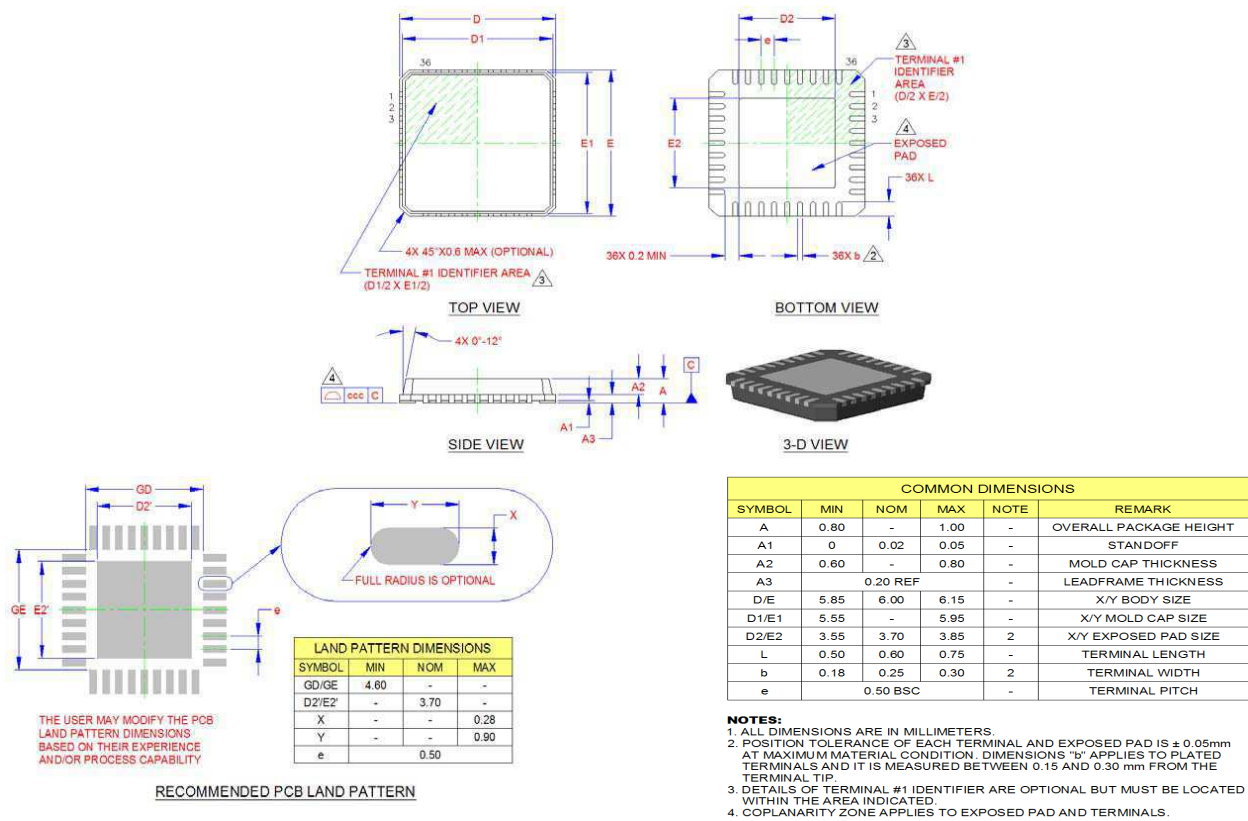 D
D1
36
1
2
3
E1
E
4X 45°X0.6 MAX (OPTIONAL)
TERMINAL #1 IDENTIFIER AREA
(D1/2 X E1/2)
3
TOP VIEW
D2
e
36
3
TERMINAL #1
IDENTIFIER
AREA
(D/2 X E/2)
1
2
3
4
EXPOSED
PAD
E2
36X L
36X 0.2 MIN
36X b
2
BOTTOM VIEW
4X 0°-12°
4
ccc C
A2
A
C
A1
A3
SIDE VIEW
3-D VIEW
GD
D2'
GE
E2'
e
Y
X
FULL RADIUS IS OPTIONAL
LAND PATTERN DIMENSIONS
SYMBOL MIN NOM MAX
GD/GE 4.60 - -
D2'/E2' - 3.70 -
X - - 0.28
Y - - 0.90
e 0.50
THE USER MAY MODIFY THE PCB
LAND PATTERN DIMENSIONS
BASED ON THEIR EXPERIENCE
AND/OR PROCESS CAPABILITY
RECOMMENDED PCB LAND PATTERN
COMMON DIMENSIONS
SYMBOL MIN NOM MAX NOTE REMARK
A 0.80 - 1.00 - OVERALL PACKAGE HEIGHT
A1 0 0.02 0.05 - STANDOFF
A2 0.60 - 0.80 - MOLD CAP THICKNESS
A3 0.20 REF - LEADFRAME THICKNESS
D/E 5.85 6.00 6.15 - X/Y BODY SIZE
D1/E1 5.55 - 5.95 - X/Y MOLD CAP SIZE
D2/E2 3.55 3.70 3.85 2 X/Y EXPOSED PAD SIZE
L 0.50 0.60 0.75 - TERMINAL LENGTH
b 0.18 0.25 0.30 2 TERMINAL WIDTH
e 0.50 BSC - TERMINAL PITCH
NOTES:
1. ALL DIMENSIONS ARE IN MILLIMETERS.
2. POSITION TOLERANCE OF EACH TERMINAL AND EXPOSED PAD IS ± 0.05mm
AT MAXIMUM MATERIAL CONDITION. DIMENSIONS "b" APPLIES TO PLATED
TERMINALS AND IT IS MEASURED BETWEEN 0.15 AND 0.30 mm FROM THE
TERMINAL TIP.
3. DETAILS OF TERMINAL #1 IDENTIFIER ARE OPTIONAL BUT MUST BE LOCATED
WITHIN THE AREA INDICATED.
4. COPLANARITY ZONE APPLIES TO EXPOSED PAD AND TERMINALS.